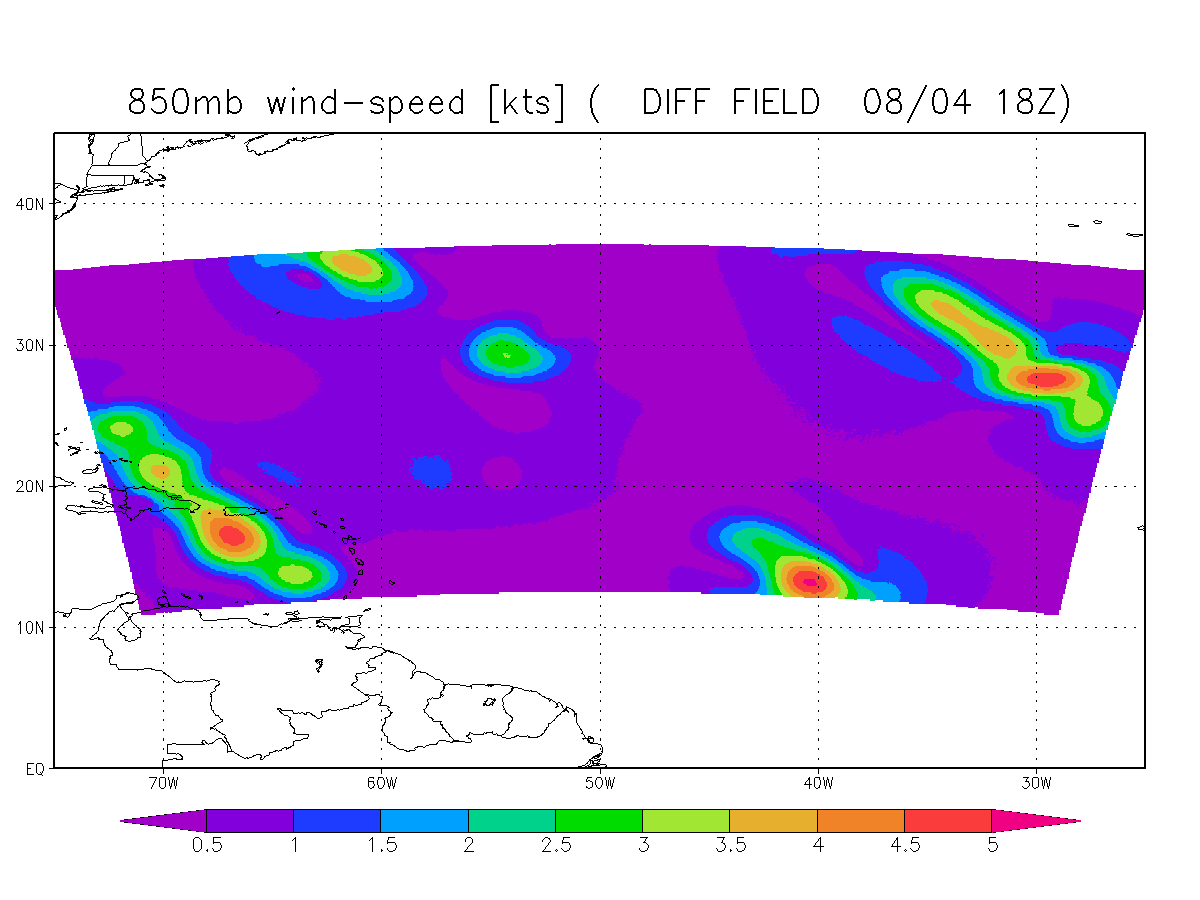 850mb wind-speed [kts] ( DIFF FIELD 08/04 18Z)
40N
30N
20N
10N
EQ
70W 60W 50W 40W 30W
0.5 1 1.5 2 2.5 3 3.5 4 4.5 5